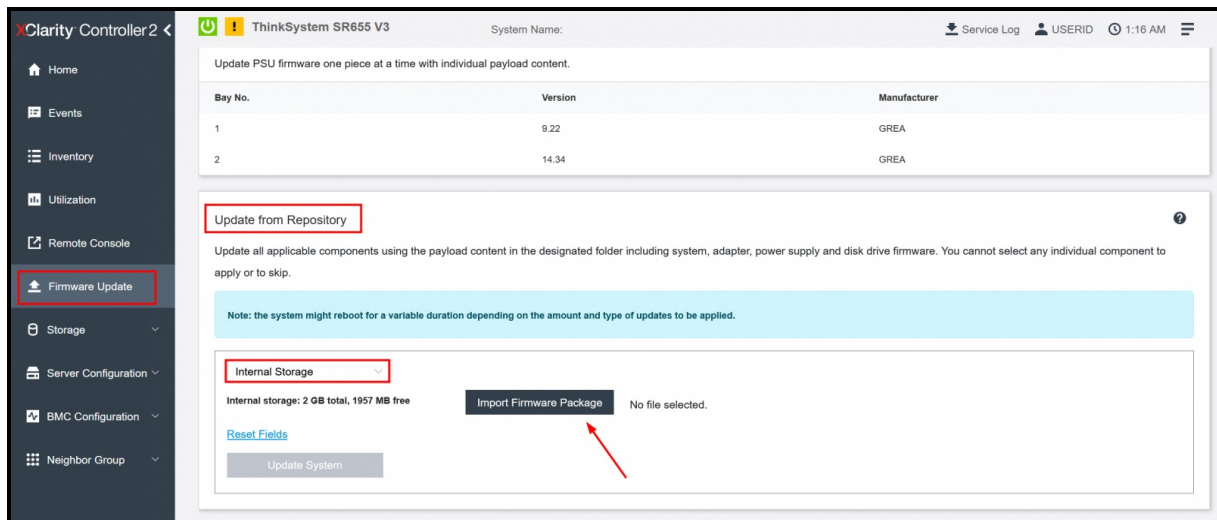 XClarity Controller 2
ThinkSystem SR655 V3
System Name:
Service Log
USERID
1:16 AM
Home
Events
Inventory
Utilization
Remote Console
Firmware Update
Storage
Server Configuration
BMC Configuration
Neighbor Group
Update PSU firmware one piece at a time with individual payload content.
Bay No. Version Manufacturer
1 9.22 GREA
2 14.34 GREA
Update from Repository
Update all applicable components using the payload content in the designated folder including system, adapter, power supply and disk drive firmware. You cannot select any individual component to
apply or to skip.
Note: the system might reboot for a variable duration depending on the amount and type of updates to be applied.
Internal Storage
Internal storage: 2 GB total, 1957 MB free
Import Firmware Package
No file selected.
Reset Fields
Update System